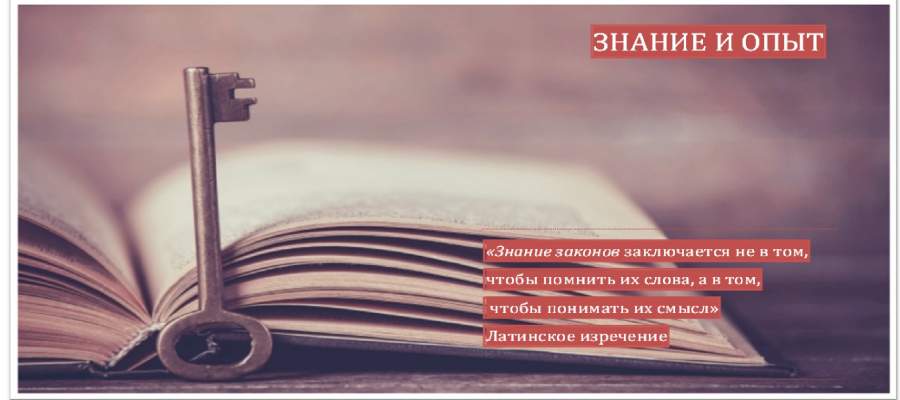 ЗНАНИЕ И ОПЫТ
«Знание законов заключается не в том,
чтобы помнить их слова, а в том,
чтобы понимать их смысл»
Латинское изречение